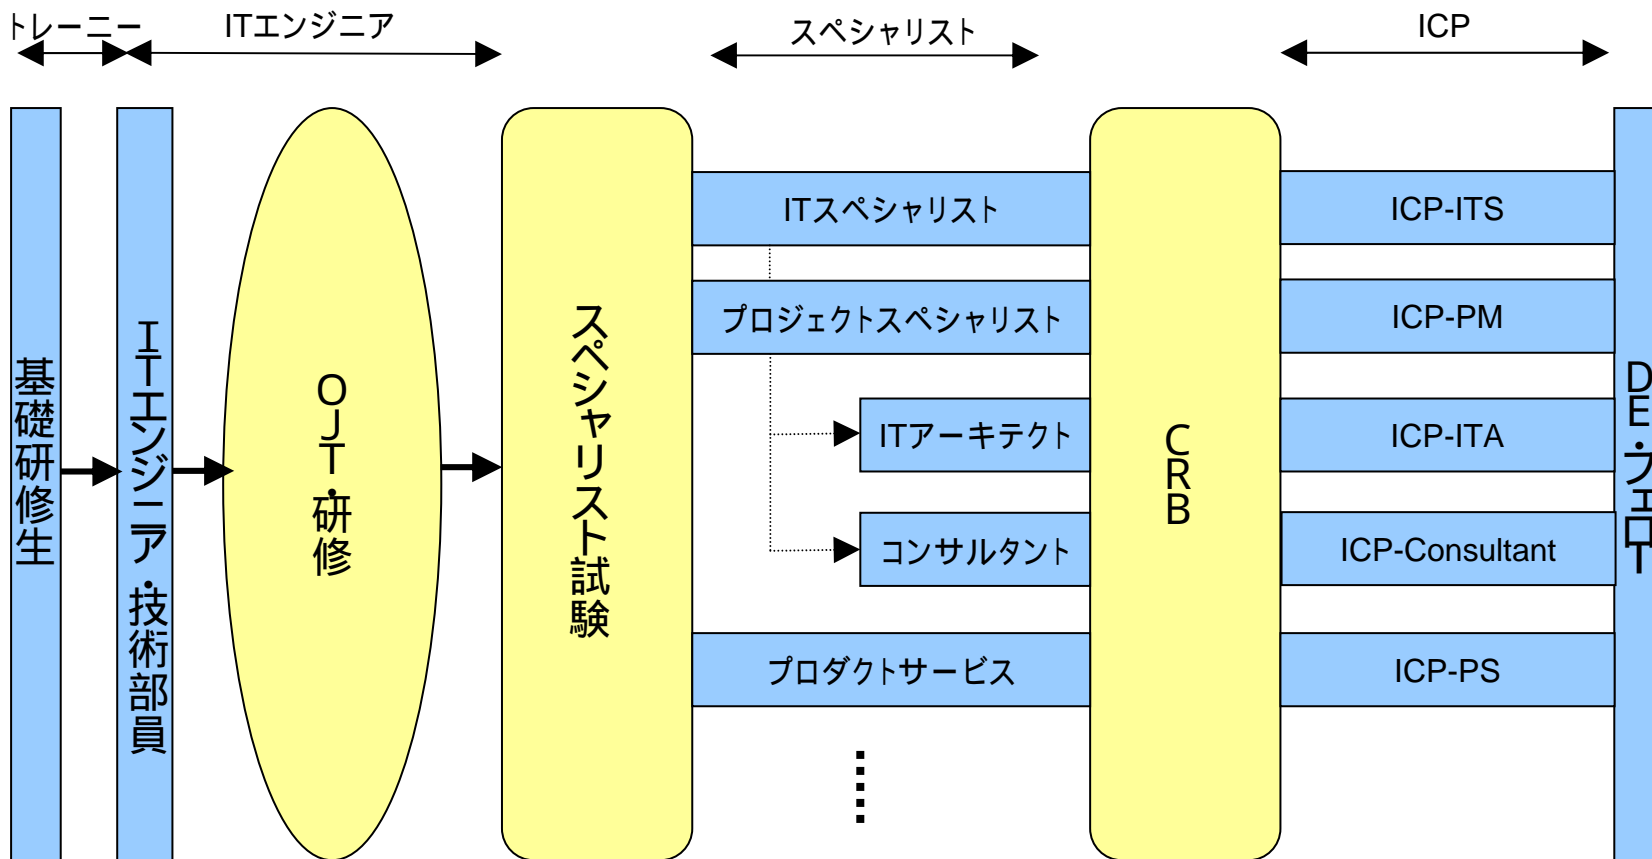 トレーニー
ITエンジニア
スペシャリスト
ICP
基礎研修生
ITエンジニア・技術部員
OJT・研修
スペシャリスト試験
ITスペシャリスト
プロジェクトスペシャリスト
ITアーキテクト
コンサルタント
プロダクトサービス
CRB
ICP-ITS
ICP-PM
ICP-ITA
ICP-Consultant
ICP-PS
DE・フェロー